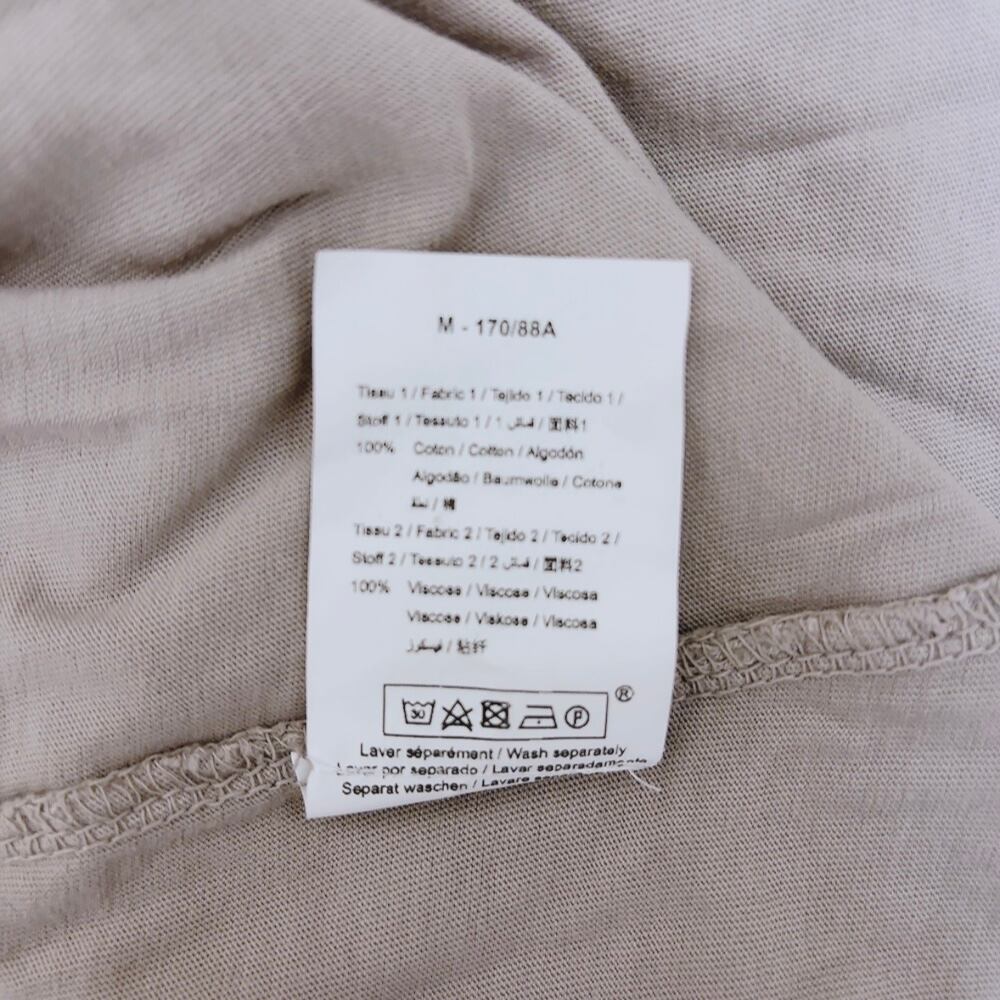 M - 170/88A
Tissu 1 / Fabric 1 / Tejido 1 / Tecido 1 /
Stoff 1 / Tessuto 1 / 1 قماش / 面料1
100% Coton / Cotton / Algodón
Algodão / Baumwolle / Cotone
/ 棉
Tissu 2 / Fabric 2 / Tejido 2 / Tecido 2 /
Stoff 2 / Tessuto 2 / 2 قماش / 面料2
100% Viscose / Viscose / Viscosa
Viscose / Viskose / Viscosa
فيسكوز / 粘纤
30 P ®
Laver séparément / Wash separately
Lavar por separado / Lavar separadamente
Separat waschen / Lavare